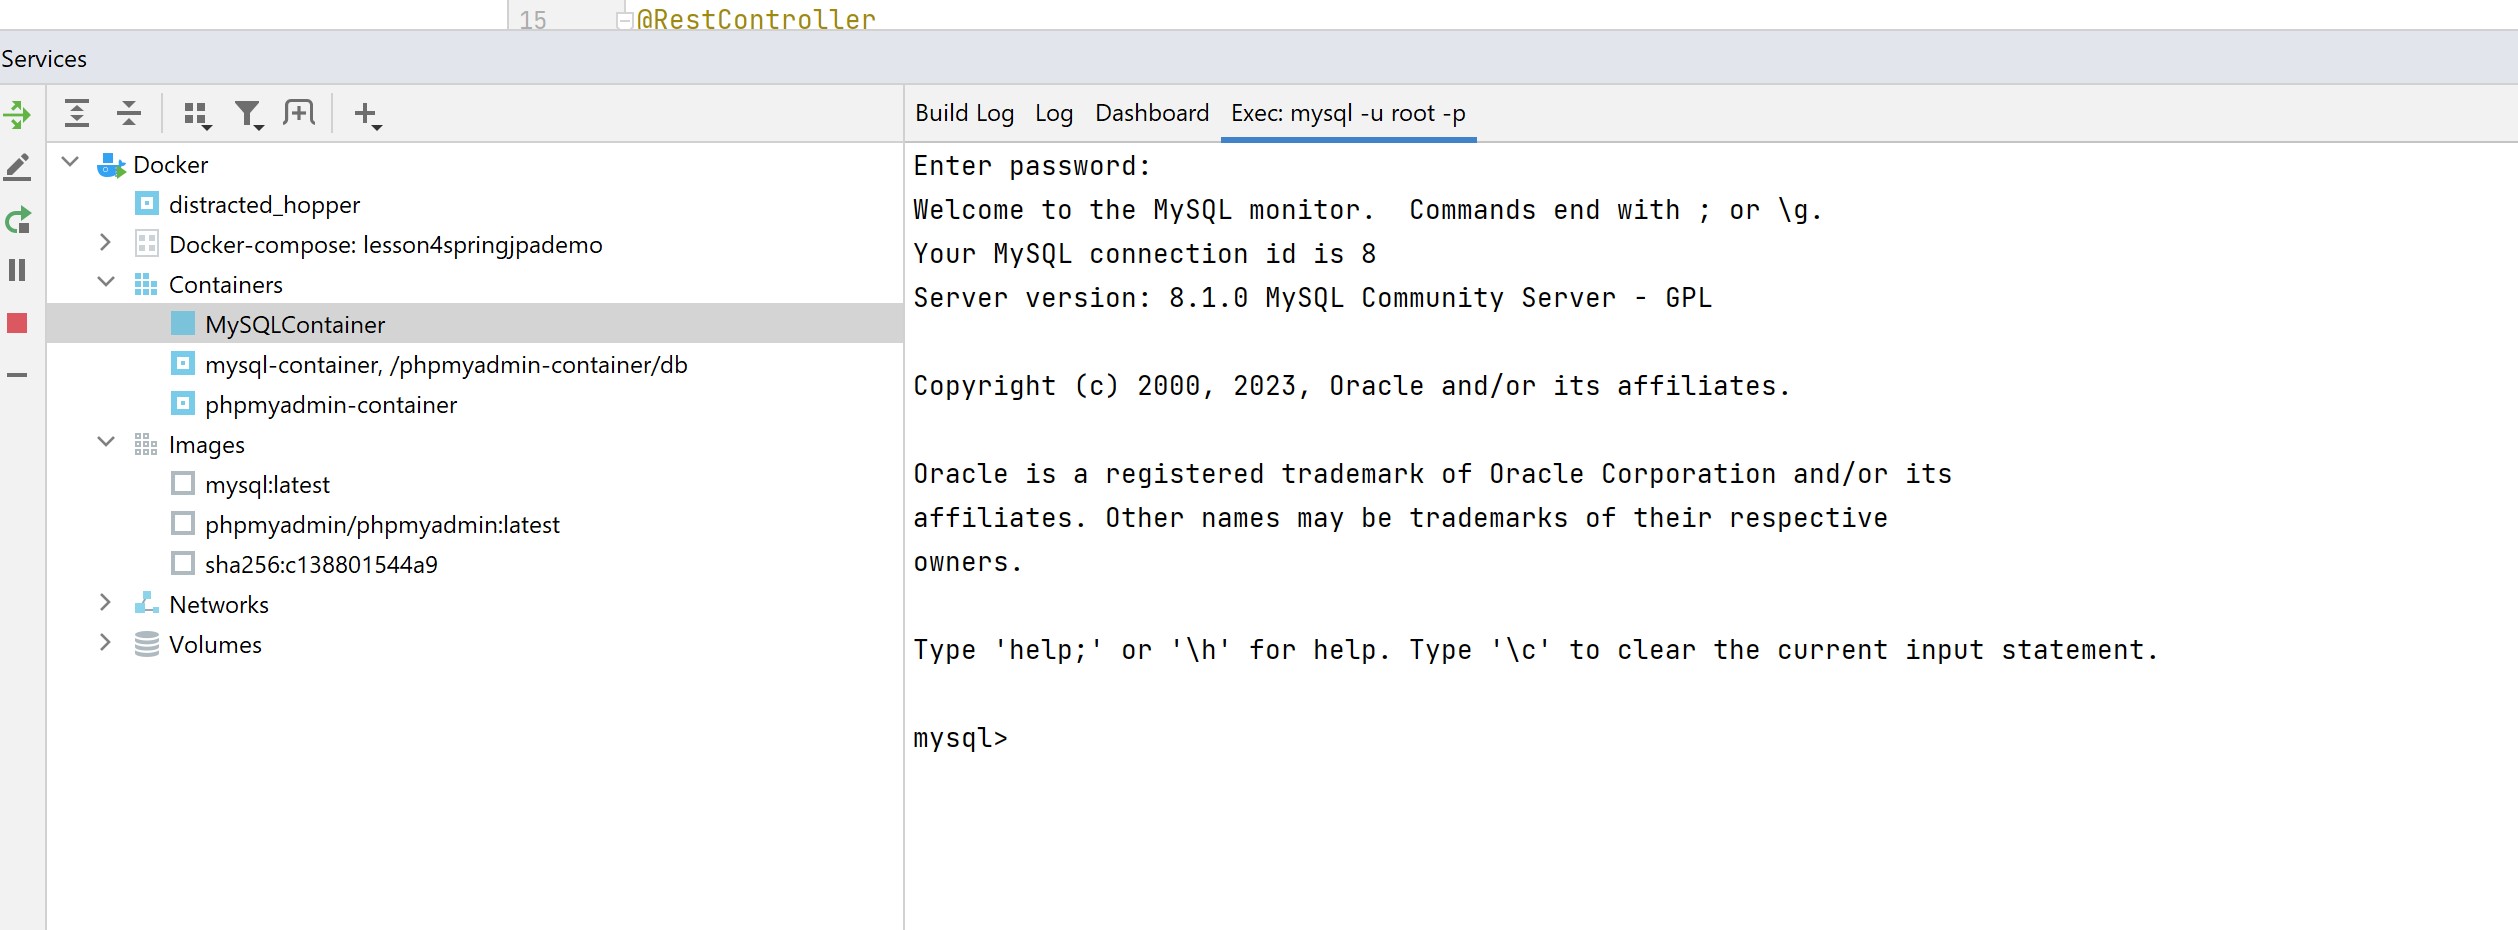 15 @RestController
Services
Build Log Log Dashboard Exec: mysql -u root -p
Docker
distracted_hopper
Docker-compose: lesson4springjpademo
Containers
MySQLContainer
mysql-container, /phpmyadmin-container/db
phpmyadmin-container
Images
mysql:latest
phpmyadmin/phpmyadmin:latest
sha256:c138801544a9
Networks
Volumes
Enter password:
Welcome to the MySQL monitor.  Commands end with ; or \g.
Your MySQL connection id is 8
Server version: 8.1.0 MySQL Community Server - GPL
Copyright (c) 2000, 2023, Oracle and/or its affiliates.
Oracle is a registered trademark of Oracle Corporation and/or its
affiliates. Other names may be trademarks of their respective
owners.
Type 'help;' or '\h' for help. Type '\c' to clear the current input statement.
mysql>